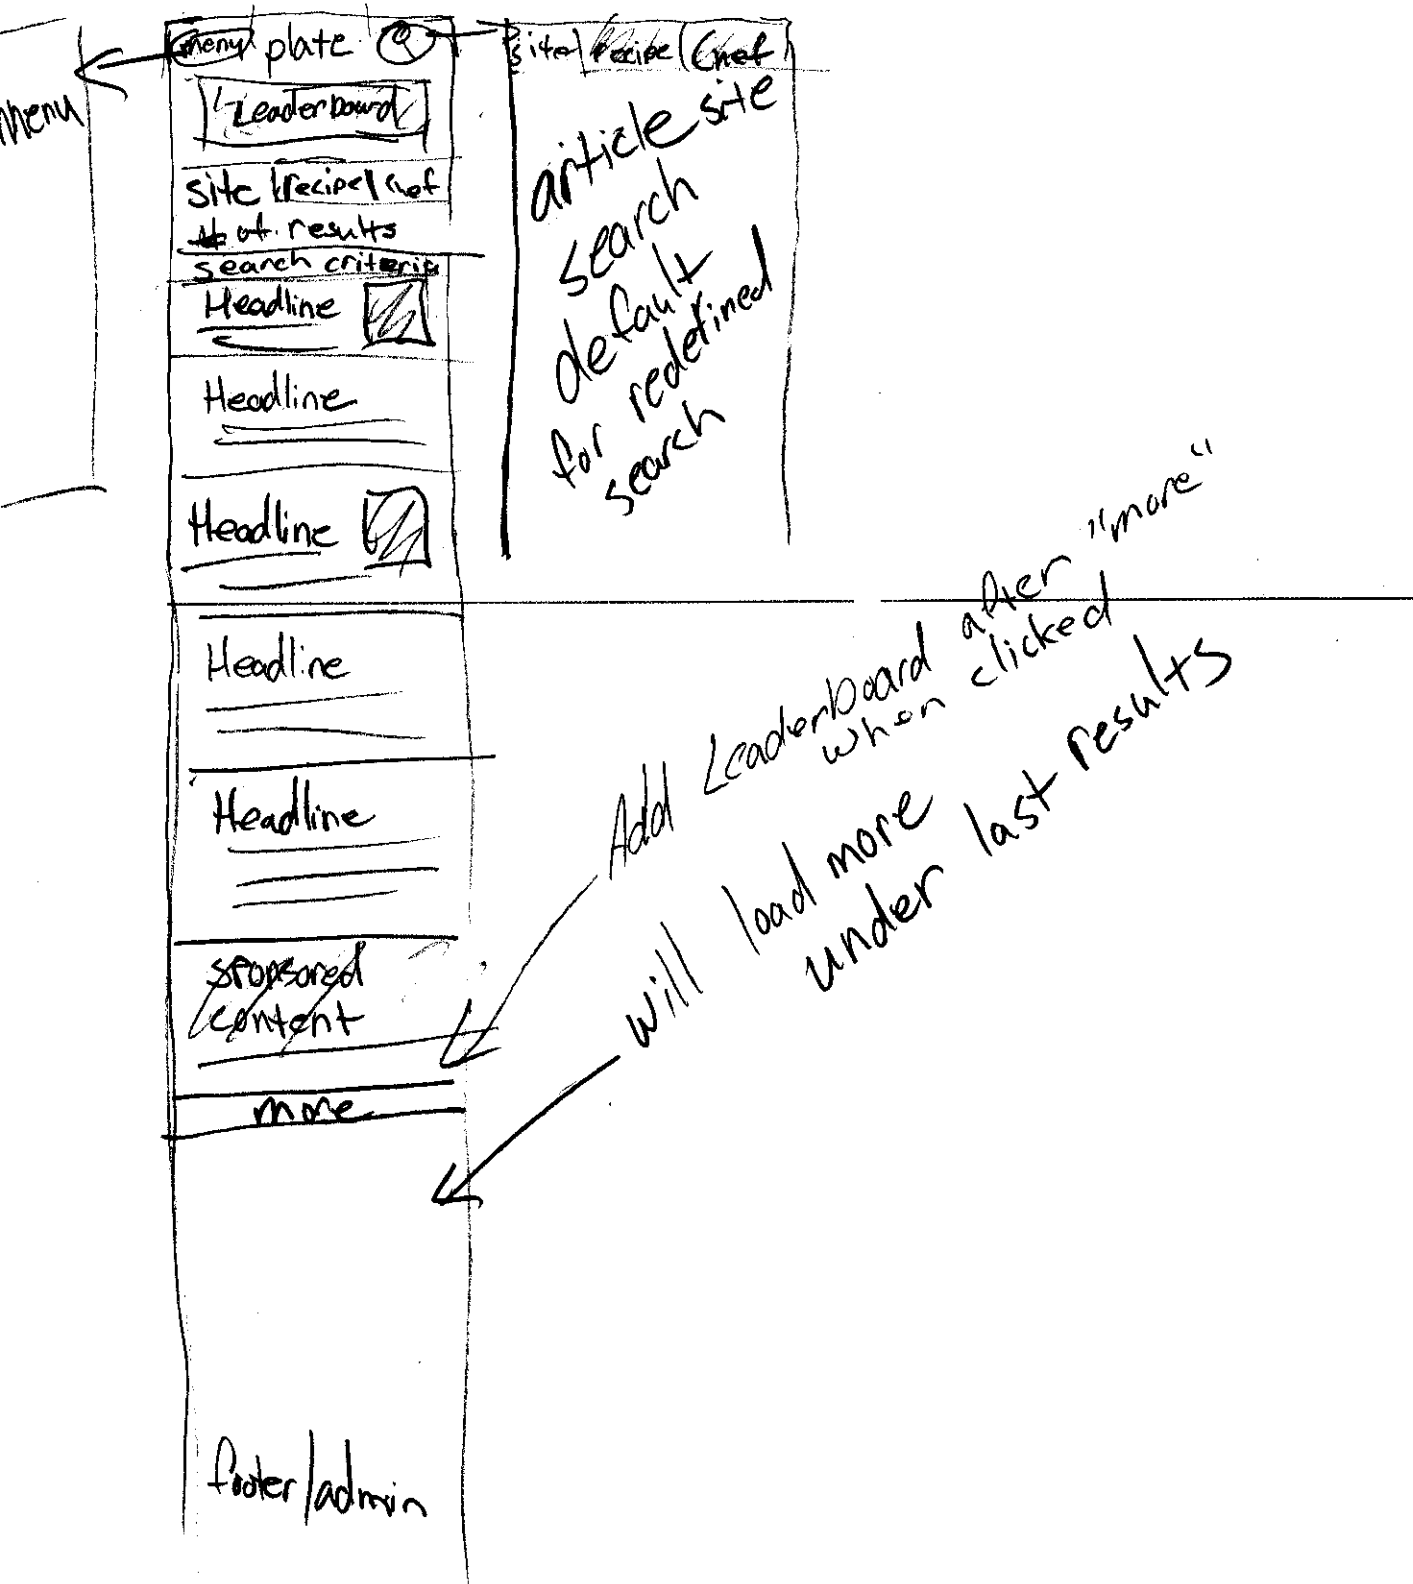 menu
menu plate
Leaderboard
site | recipe | chef
# of results
search criteria
Headline
Headline
Headline
Headline
Headline
sponsored
content
more
footer/admin
site | recipe | chef
article site
search
default
for redefined
search
Add Leaderboard after "more"
when clicked
will load more
under last results